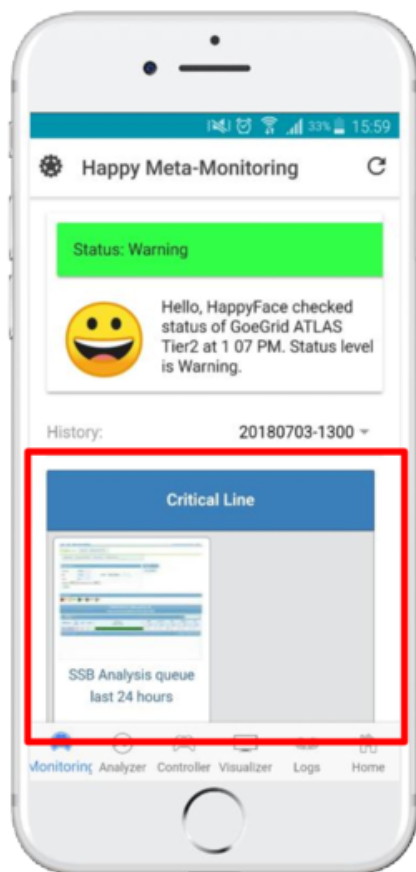 33% 15:59
Happy Meta-Monitoring
Status: Warning
Hello, HappyFace checked
status of GoeGrid ATLAS
Tier2 at 1 07 PM. Status level
is Warning.
History: 20180703-1300
Critical Line
SSB Analysis queue
last 24 hours
Monitoring Analyzer Controller Visualizer Logs Home